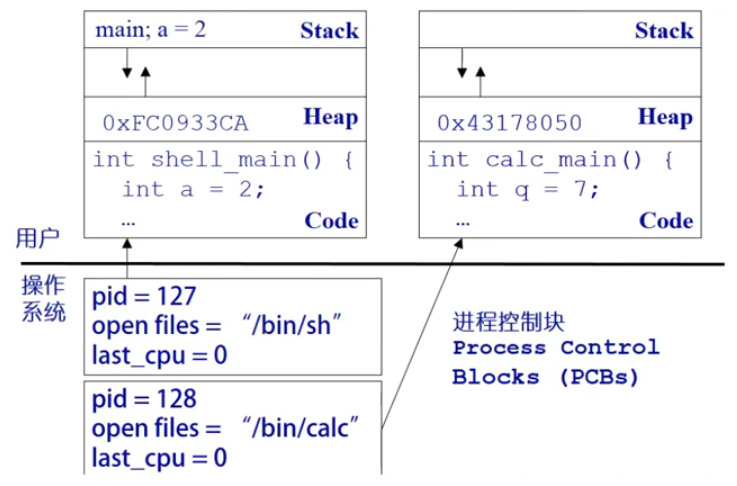 main; a = 2 Stack
0xFC0933CA Heap
int shell_main() {
int a = 2;
... Code
Stack
0x43178050 Heap
int calc_main() {
int q = 7;
... Code
用户
操作
系统
pid = 127
open files = “/bin/sh”
last_cpu = 0
pid = 128
open files = “/bin/calc”
last_cpu = 0
进程控制块
Process Control
Blocks (PCBs)